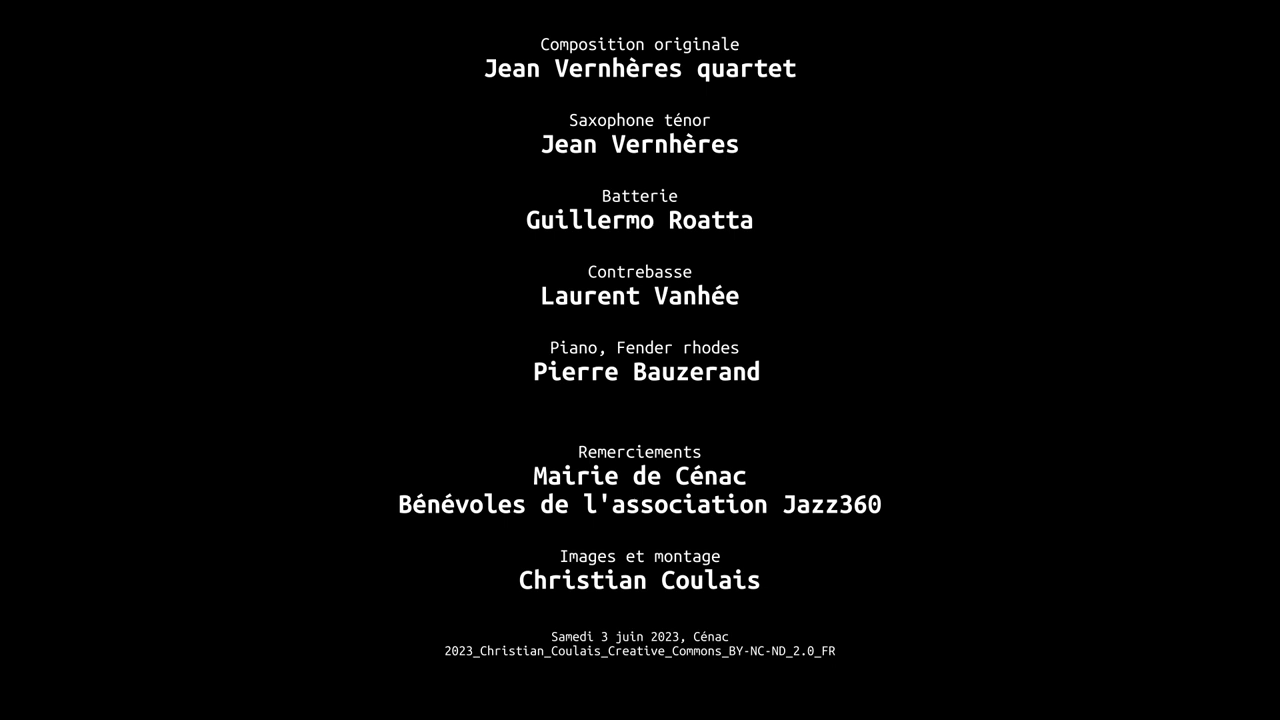 Composition originale
Jean Vernhères quartet
Saxophone ténor
Jean Vernhères
Batterie
Guillermo Roatta
Contrebasse
Laurent Vanhée
Piano, Fender rhodes
Pierre Bauzerand
Remerciements
Mairie de Cénac
Bénévoles de l'association Jazz360
Images et montage
Christian Coulais
Samedi 3 juin 2023, Cénac
2023_Christian_Coulais_Creative_Commons_BY-NC-ND_2.0_FR